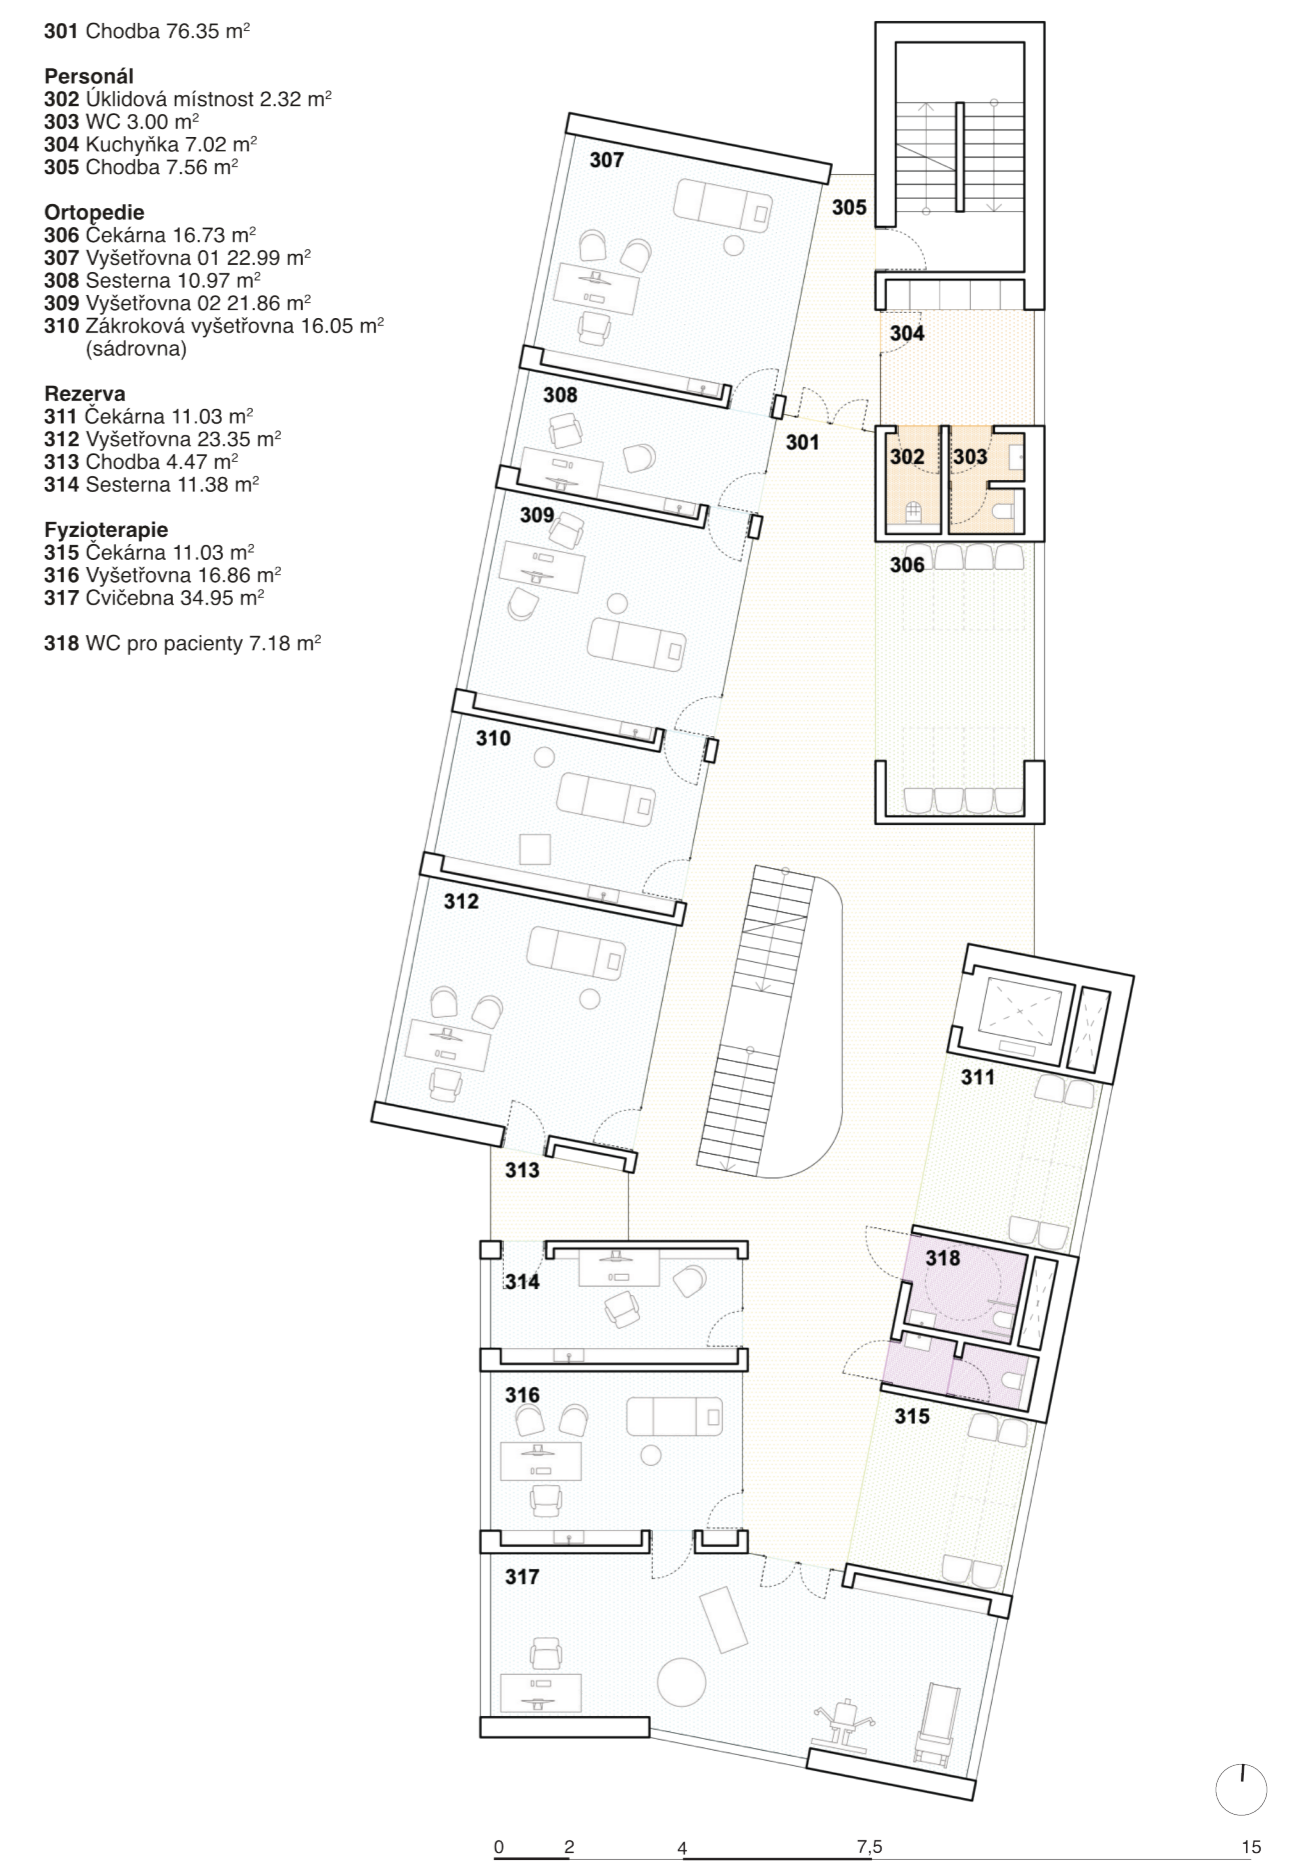 301 Chodba 76.35 m²
Personál
302 Úklidová místnost 2.32 m²
303 WC 3.00 m²
304 Kuchyňka 7.02 m²
305 Chodba 7.56 m²
Ortopedie
306 Čekárna 16.73 m²
307 Vyšetřovna 01 22.99 m²
308 Sesterna 10.97 m²
309 Vyšetřovna 02 21.86 m²
310 Zákroková vyšetřovna 16.05 m²
(sádrovna)
Rezerva
311 Čekárna 11.03 m²
312 Vyšetřovna 23.35 m²
313 Chodba 4.47 m²
314 Sesterna 11.38 m²
Fyzioterapie
315 Čekárna 11.03 m²
316 Vyšetřovna 16.86 m²
317 Cvičebna 34.95 m²
318 WC pro pacienty 7.18 m²
307
305
304
308
301
302 303
309
306
310
312
311
313
318
314
316
315
317
0 2 4 7,5 15